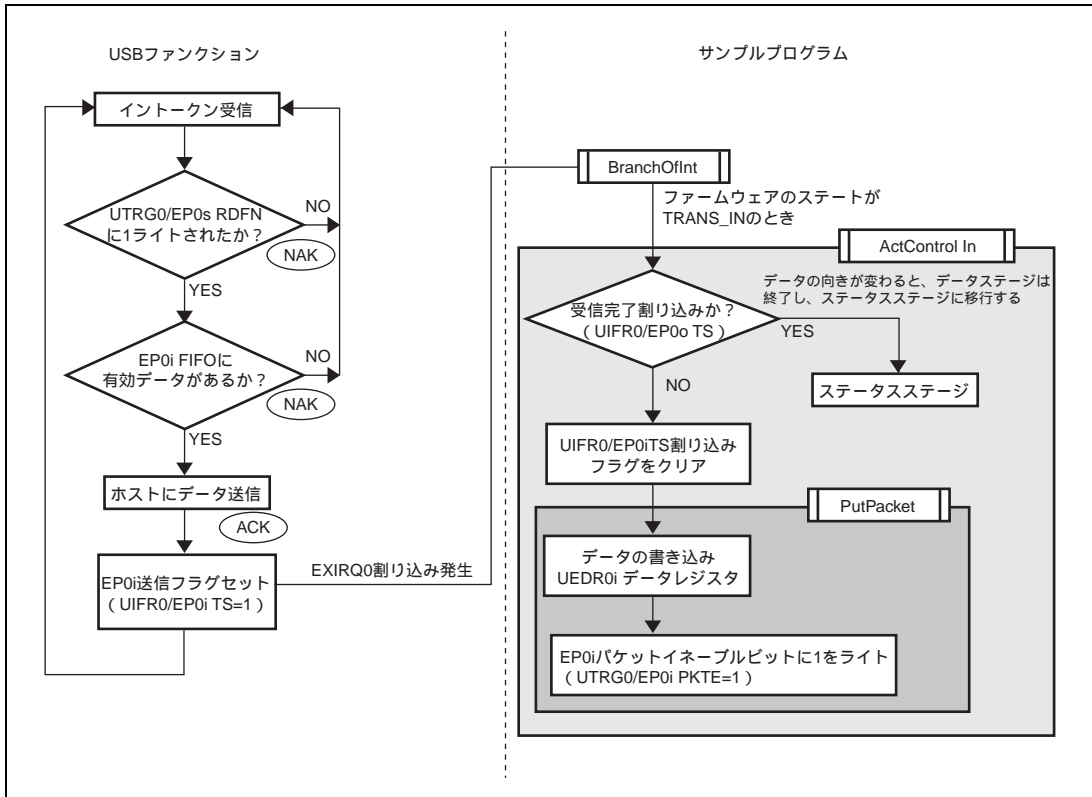 USBファンクション
イントークン受信
UTRG0/EP0s RDFN
に1ライトされたか？
NO
NAK
YES
EP0i FIFOに
有効データがあるか？
NO
NAK
YES
ホストにデータ送信
ACK
EP0i送信フラグセット
（UIFR0/EP0i TS=1）
EXIRQ0割り込み発生
サンプルプログラム
BranchOfInt
ファームウェアのステートが
TRANS_INのとき
ActControl In
データの向きが変わると、データステージは
終了し、ステータスステージに移行する
受信完了割り込みか？
（UIFR0/EP0o TS）
YES
NO
ステータスステージ
UIFR0/EP0iTS割り込み
フラグをクリア
PutPacket
データの書き込み
UEDR0i データレジスタ
EP0iパケットイネーブルビットに1をライト
（UTRG0/EP0i PKTE=1）